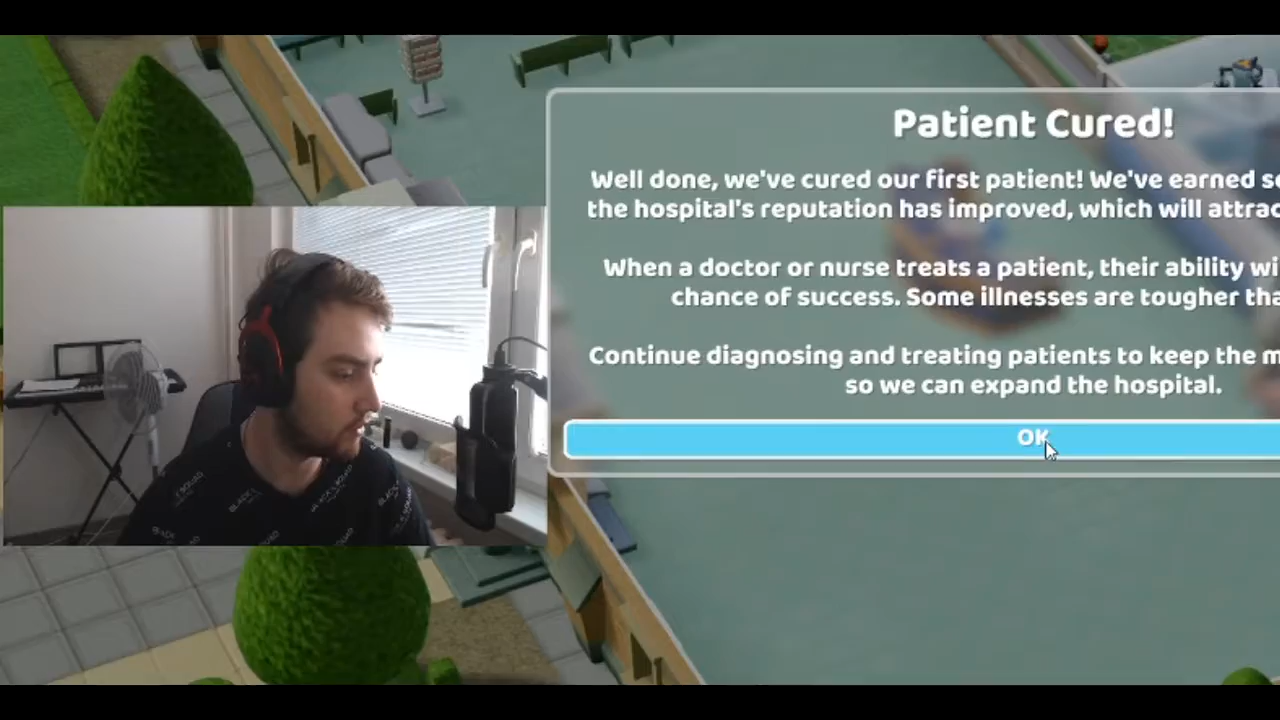 Patient Cured!
Well done, we've cured our first patient! We've earned
the hospital's reputation has improved, which will
When a doctor or nurse treats a patient, their ability
chance of success. Some illnesses are tougher
Continue diagnosing and treating patients to keep the
so we can expand the hospital.
OK